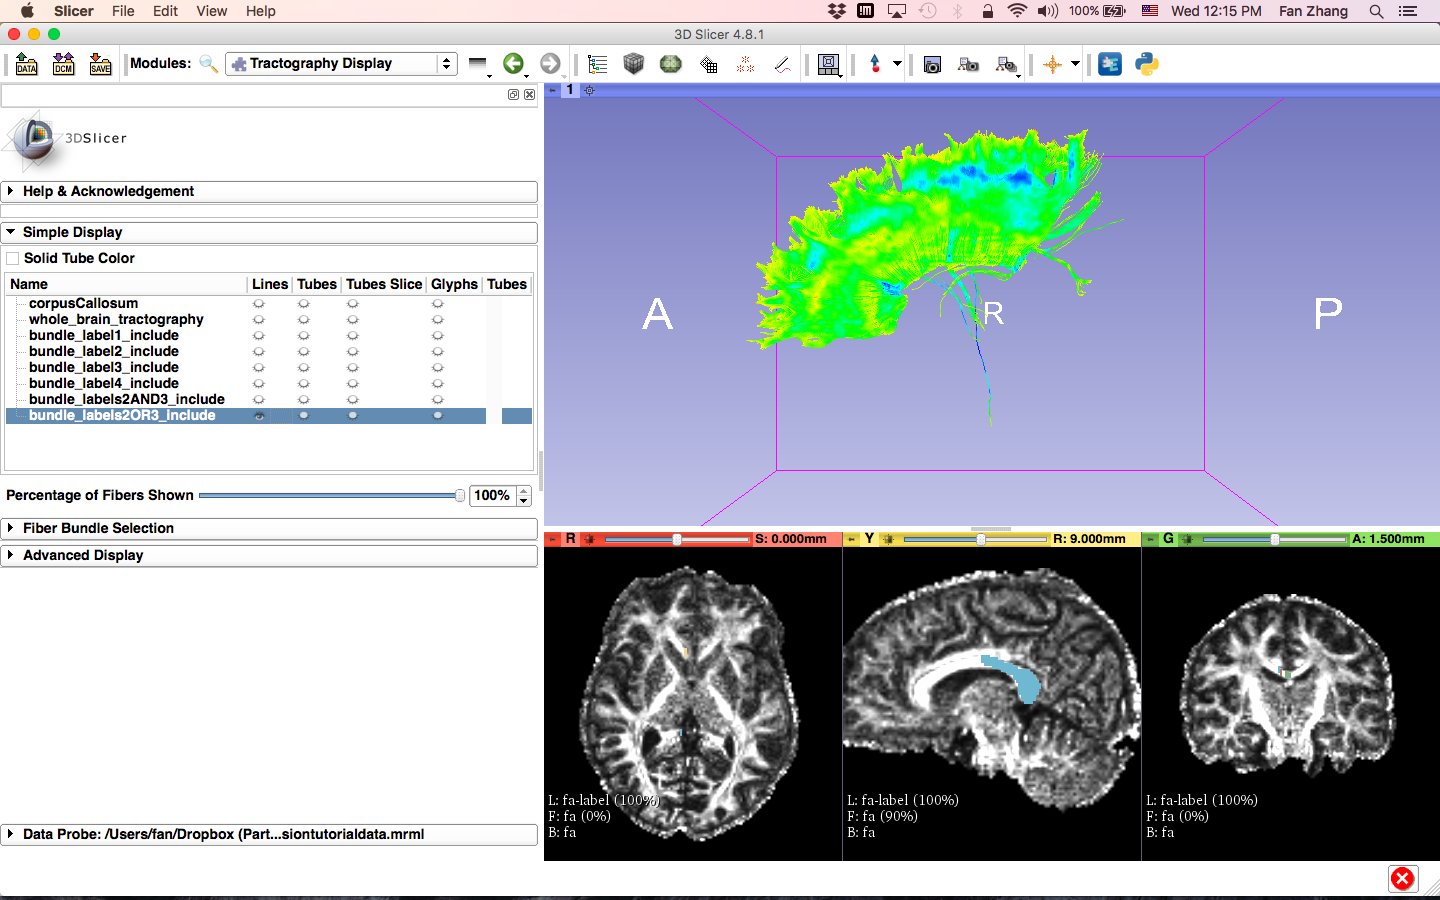 Slicer File Edit View Help 100% Wed 12:15 PM Fan Zhang
3D Slicer 4.8.1
DATA DCM SAVE Modules: Tractography Display
1
3DSlicer
Help & Acknowledgement
Simple Display
Solid Tube Color
Name Lines Tubes Tubes Slice Glyphs Tubes
corpusCallosum
whole_brain_tractography
bundle_label1_include
bundle_label2_include
bundle_label3_include
bundle_label4_include
bundle_labels2AND3_include
bundle_labels2OR3_include
Percentage of Fibers Shown 100%
Fiber Bundle Selection
Advanced Display
Data Probe: /Users/fan/Dropbox (Part...siontutorialdata.mrml
A R P
R S: 0.000mm
L: fa-label (100%)
F: fa (0%)
B: fa
Y R: 9.000mm
L: fa-label (100%)
F: fa (90%)
B: fa
G A: 1.500mm
L: fa-label (100%)
F: fa (0%)
B: fa